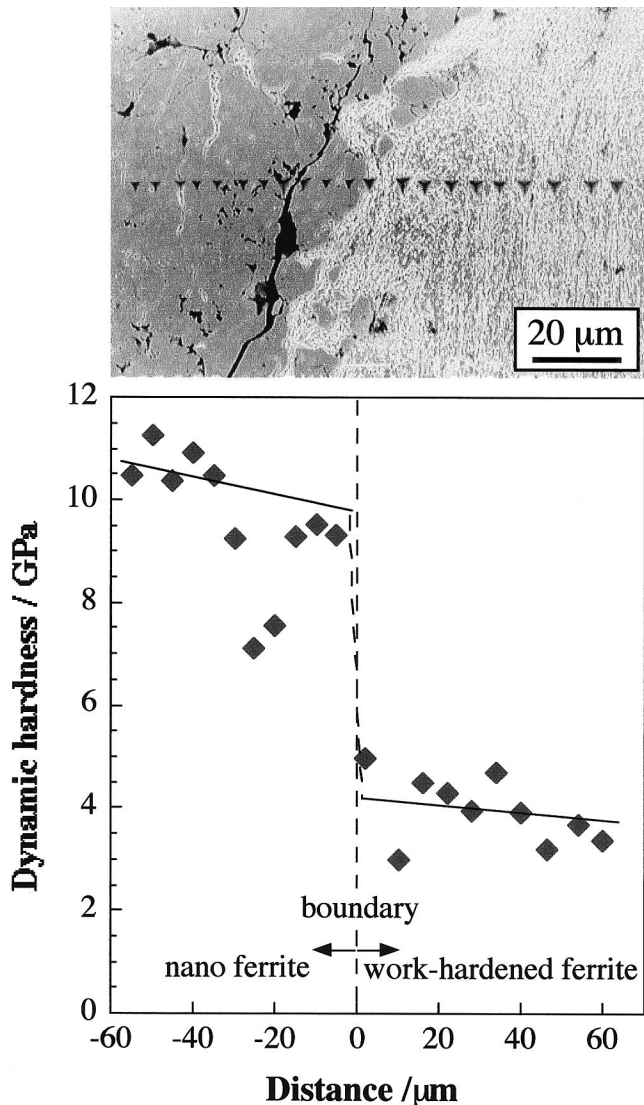 20 µm
12
10
8
6
4
2
0
Dynamic hardness / GPa
boundary
nano ferrite
work-hardened ferrite
-60
-40
-20
0
20
40
60
Distance /µm